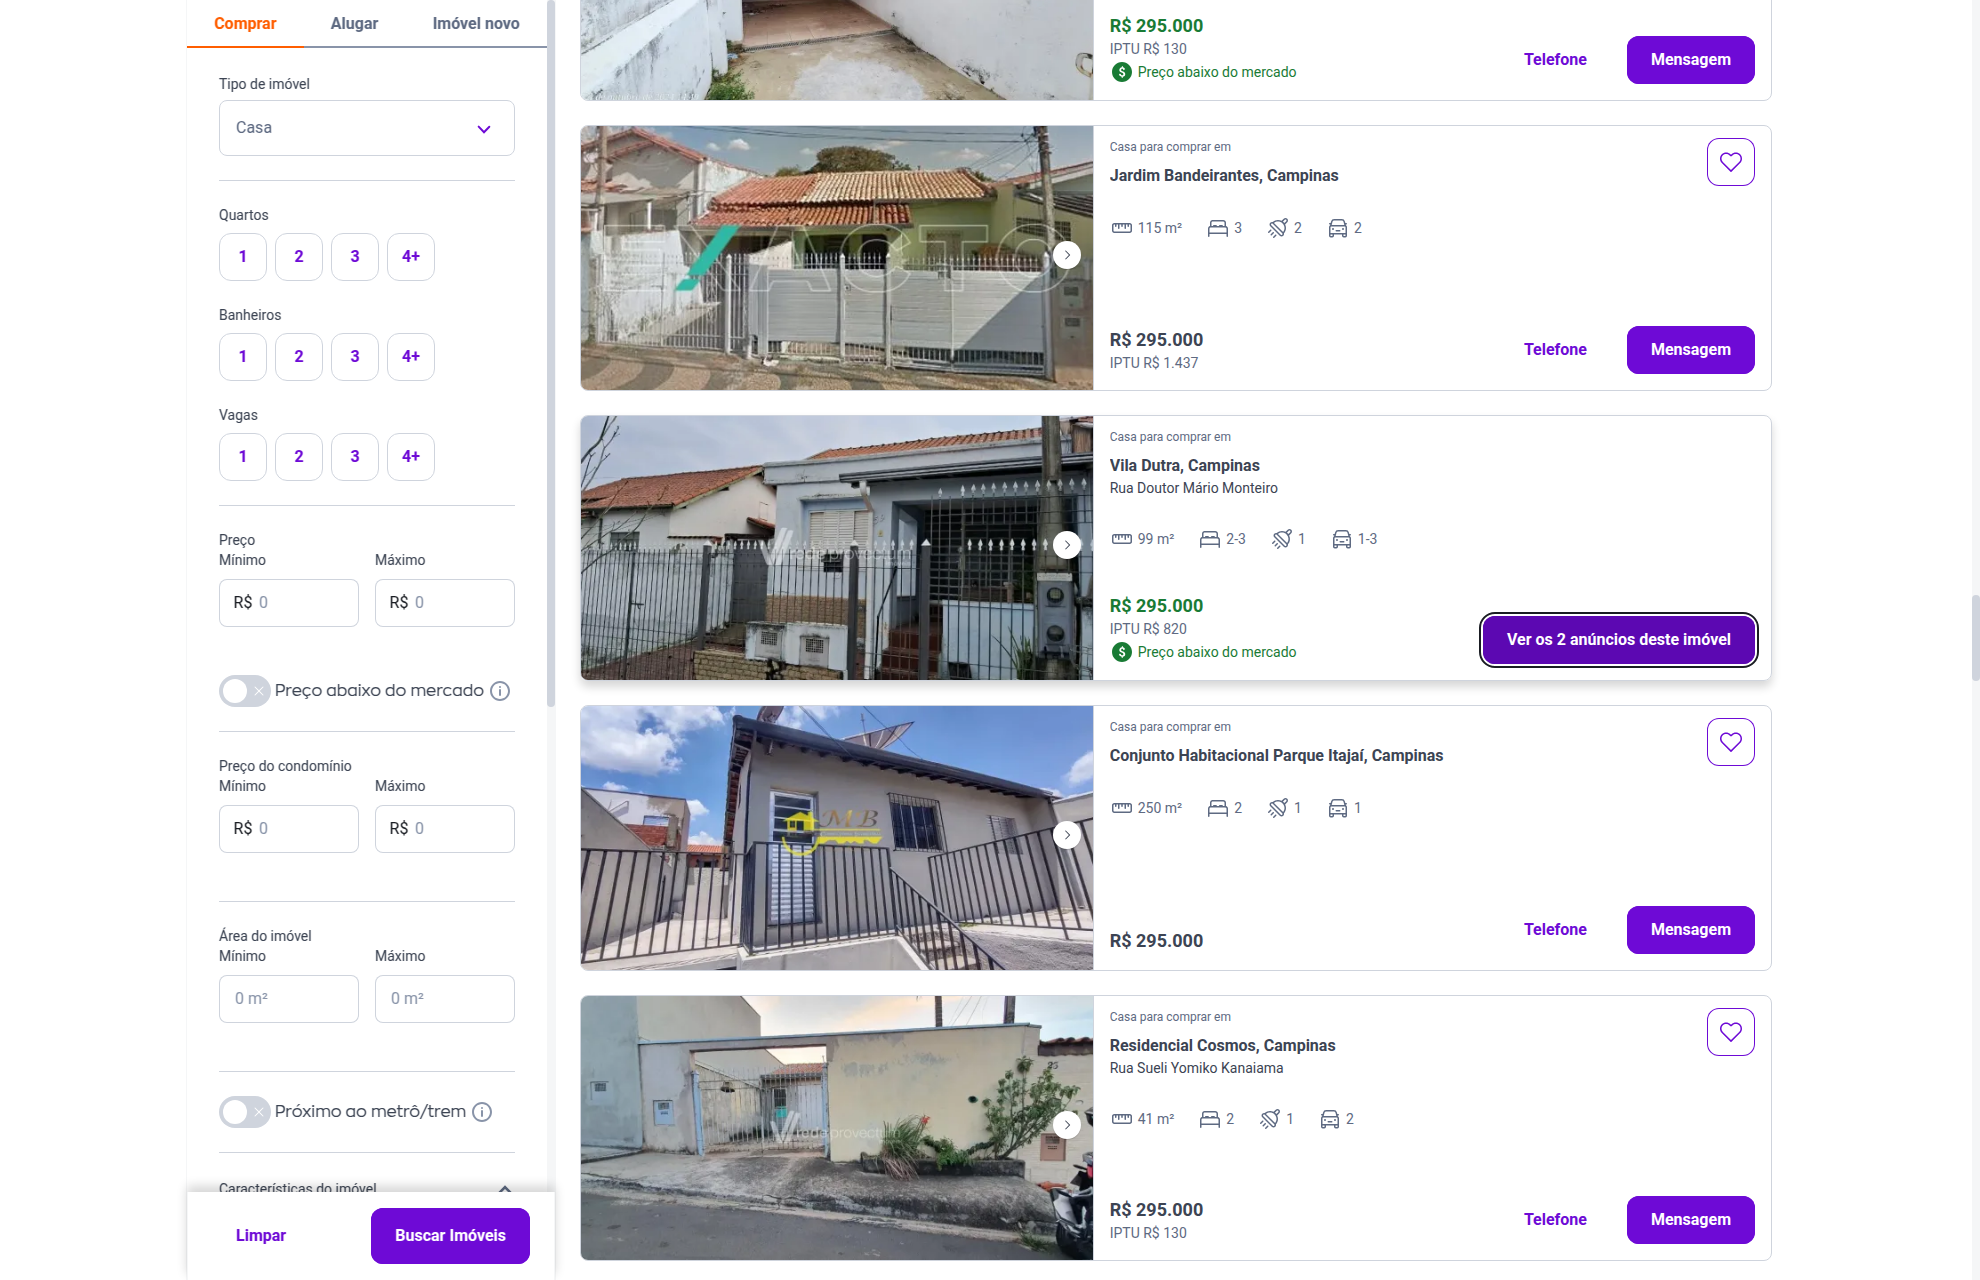 Comprar
Alugar
Imóvel novo
Tipo de imóvel
Casa
Quartos
1
2
3
4+
Banheiros
1
2
3
4+
Vagas
1
2
3
4+
Preço
Mínimo
Máximo
R$ 0
R$ 0
Preço abaixo do mercado
Preço do condomínio
Mínimo
Máximo
R$ 0
R$ 0
Área do imóvel
Mínimo
Máximo
0 m²
0 m²
Próximo ao metrô/trem
Características do imóvel
Limpar
Buscar Imóveis
R$ 295.000
IPTU R$ 130
Preço abaixo do mercado
Telefone
Mensagem
EXACTO
Casa para comprar em
Jardim Bandeirantes, Campinas
115 m²
3
2
2
R$ 295.000
IPTU R$ 1.437
Telefone
Mensagem
rede provectum
Casa para comprar em
Vila Dutra, Campinas
Rua Doutor Mário Monteiro
99 m²
2-3
1
1-3
R$ 295.000
IPTU R$ 820
Preço abaixo do mercado
Ver os 2 anúncios deste imóvel
MB
Casa para comprar em
Conjunto Habitacional Parque Itajaí, Campinas
250 m²
2
1
1
R$ 295.000
Telefone
Mensagem
25
rede provectum
Casa para comprar em
Residencial Cosmos, Campinas
Rua Sueli Yomiko Kanaiama
41 m²
2
1
2
R$ 295.000
IPTU R$ 130
Telefone
Mensagem